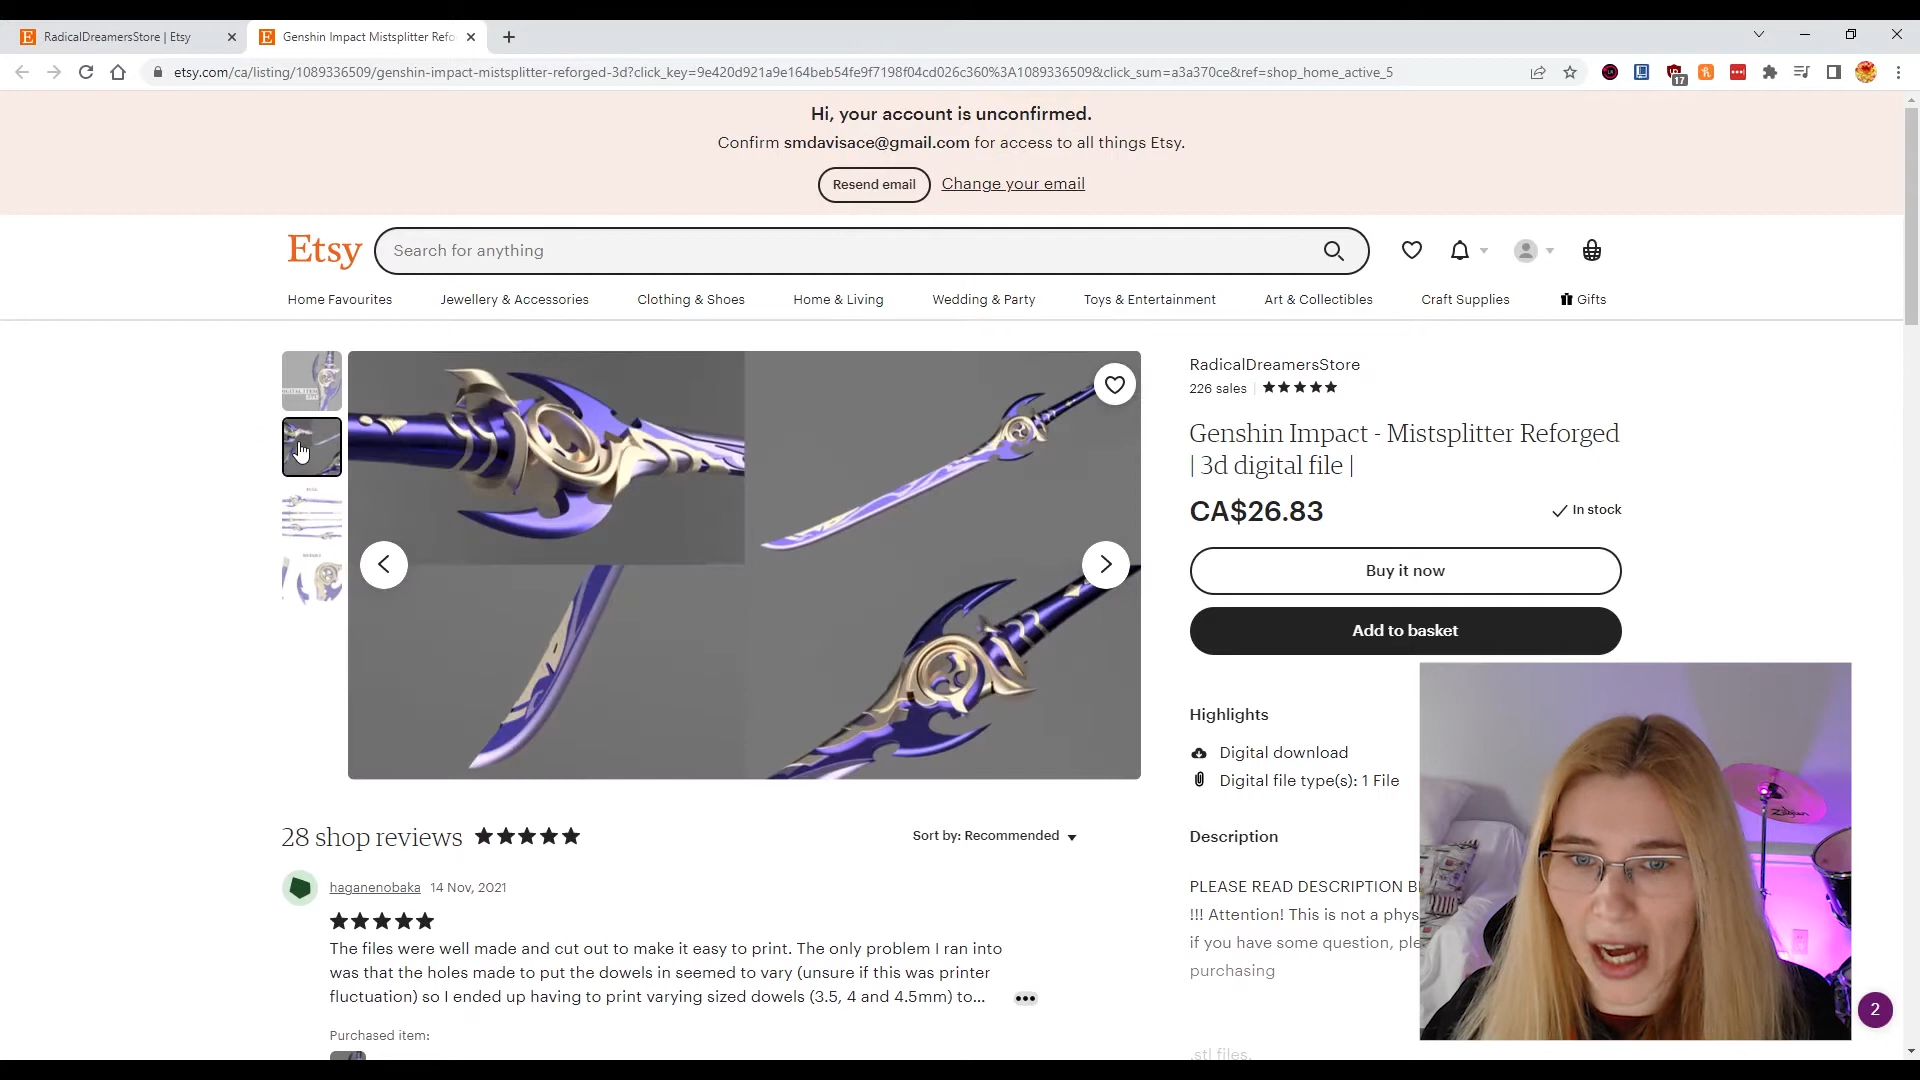 RadicalDreamersStore | Etsy
Genshin Impact Mistsplitter Refo
etsy.com/ca/listing/1089336509/genshin-impact-mistsplitter-reforged-3d?click_key=9e420d921a9e164beb54fe9f7198f04cd026c360%3A1089336509&click_sum=a3a370ce&ref=shop_home_active_5
17
Hi, your account is unconfirmed.
Confirm smdavisace@gmail.com for access to all things Etsy.
Resend email Change your email
Etsy
Search for anything
Home Favourites Jewellery & Accessories Clothing & Shoes Home & Living Wedding & Party Toys & Entertainment Art & Collectibles Craft Supplies Gifts
RadicalDreamersStore
226 sales
Genshin Impact - Mistsplitter Reforged
| 3d digital file |
CA$26.83
In stock
Buy it now
Add to basket
Highlights
Digital download
Digital file type(s): 1 File
Description
PLEASE READ DESCRIPTION B
!!! Attention! This is not a phys
if you have some question, ple
purchasing
.stl files.
28 shop reviews
Sort by: Recommended
haganenobaka 14 Nov, 2021
The files were well made and cut out to make it easy to print. The only problem I ran into
was that the holes made to put the dowels in seemed to vary (unsure if this was printer
fluctuation) so I ended up having to print varying sized dowels (3.5, 4 and 4.5mm) to...
Purchased item:
Zildjian
2